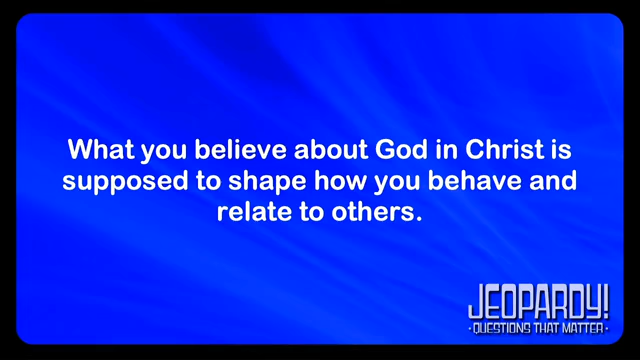 What you believe about God in Christ is
supposed to shape how you behave and
relate to others.
JEOPARDY!
• QUESTIONS THAT MATTER •